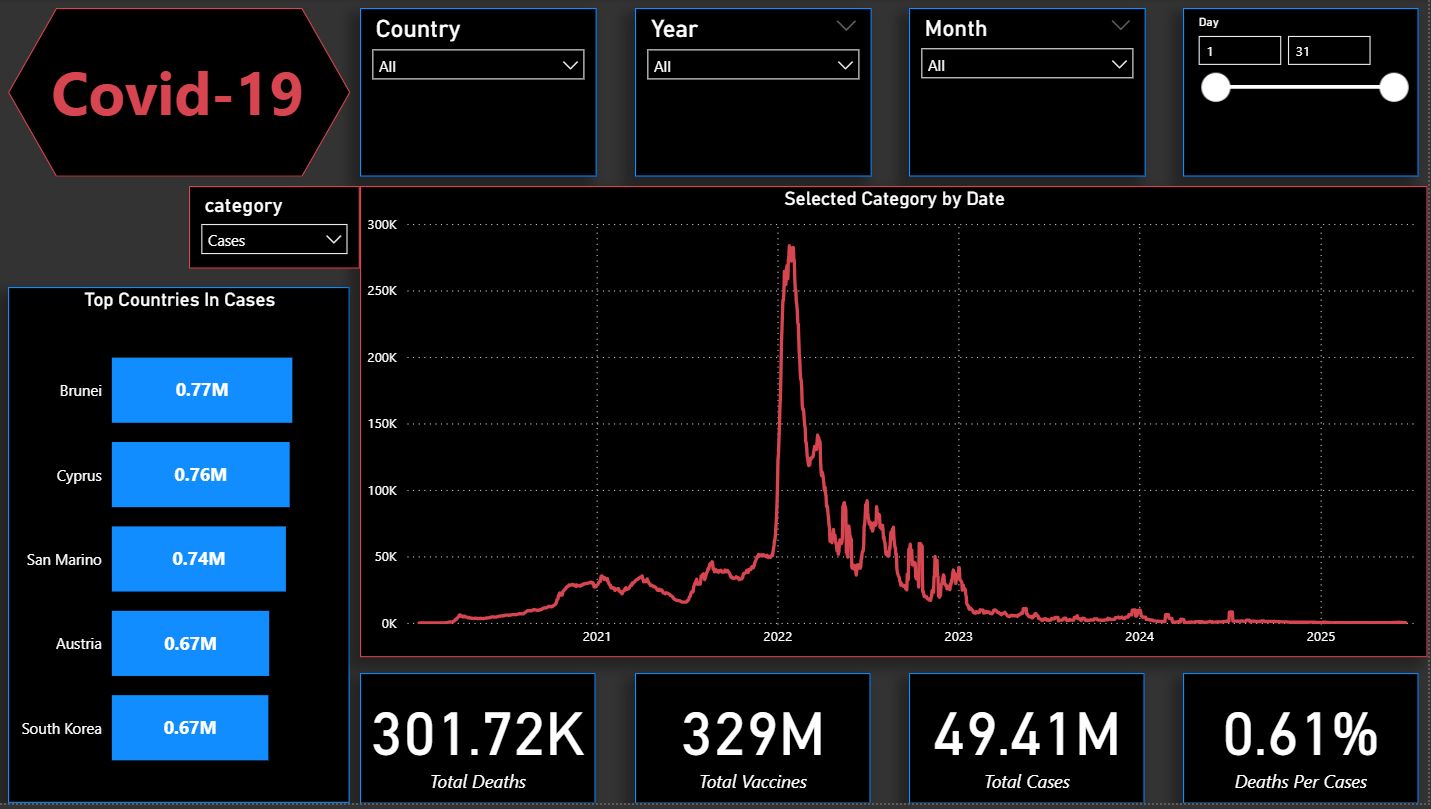 Covid-19
Country
All
Year
All
Month
All
Day
1
31
category
Cases
Selected Category by Date
300K
250K
200K
150K
100K
50K
0K
2021
2022
2023
2024
2025
Top Countries In Cases
Brunei
0.77M
Cyprus
0.76M
San Marino
0.74M
Austria
0.67M
South Korea
0.67M
301.72K
Total Deaths
329M
Total Vaccines
49.41M
Total Cases
0.61%
Deaths Per Cases